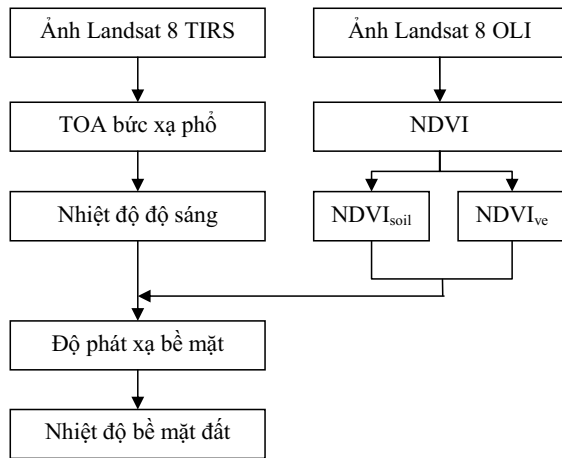 Ảnh Landsat 8 TIRS
Ảnh Landsat 8 OLI
TOA bức xạ phổ
NDVI
Nhiệt độ độ sáng
NDVIsoil
NDVIve
Độ phát xạ bề mặt
Nhiệt độ bề mặt đất